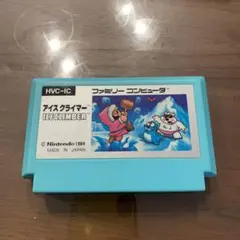 HVC-IC
ファミリー コンピュータ
アイスクライマー
ICE CLIMBER
© Nintendo 1984
MADE IN JAPAN